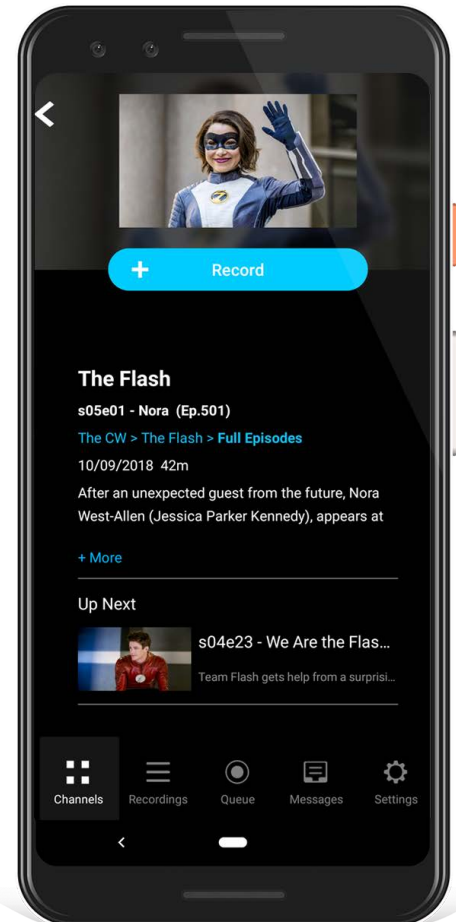 Record
The Flash
s05e01 - Nora (Ep.501)
The CW > The Flash > Full Episodes
10/09/2018 42m
After an unexpected guest from the future, Nora
West-Allen (Jessica Parker Kennedy), appears at
+ More
Up Next
s04e23 - We Are the Flas...
Team Flash gets help from a surprisi...
Channels Recordings Queue Messages Settings